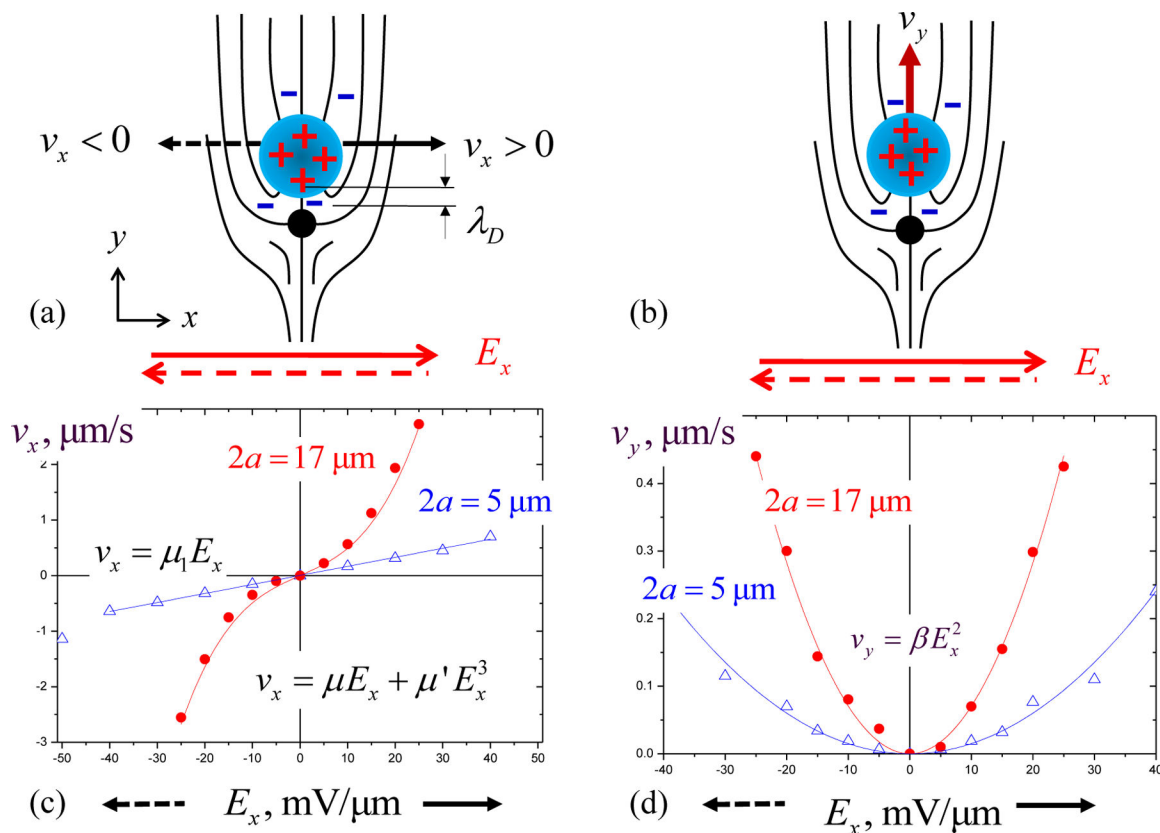 (a)
v_x < 0
v_x > 0
λ_D
y
x
E_x
(b)
v_y
E_x
v_x, μm/s
2
1
0
-1
-2
-3
2a = 17 μm
2a = 5 μm
v_x = μ_1 E_x
v_x = μE_x + μ'E_x^3
-50 -40 -30 -20 -10 0 10 20 30 40 50
(c)
E_x, mV/μm
v_y, μm/s
0.4
0.3
0.2
0.1
0.0
2a = 17 μm
2a = 5 μm
v_y = βE_x^2
-40 -30 -20 -10 0 10 20 30 40
(d)
E_x, mV/μm